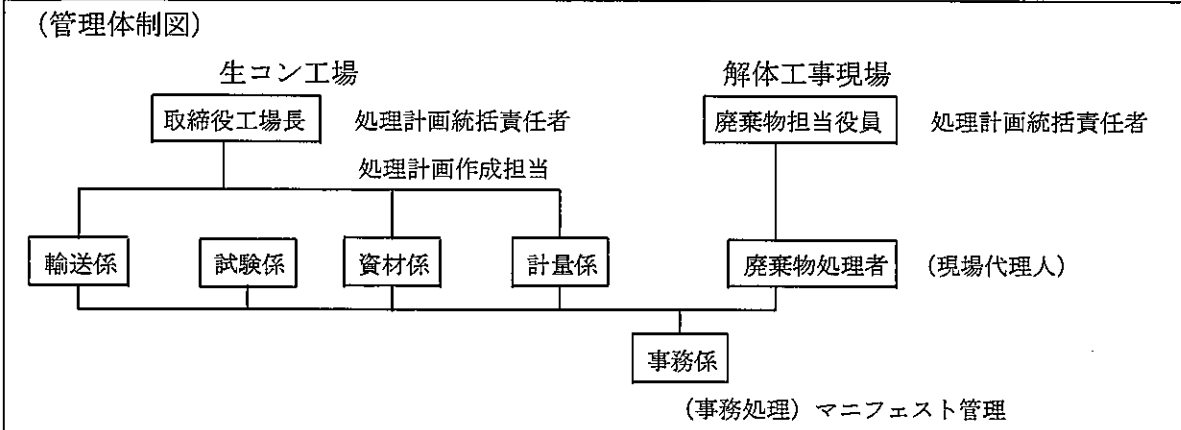 (管理体制図)
生コン工場 解体工事現場
取締役工場長 処理計画統括責任者 廃棄物担当役員 処理計画統括責任者
処理計画作成担当
輸送係 試験係 資材係 計量係 廃棄物処理者 (現場代理人)
事務係
(事務処理) マニフェスト管理